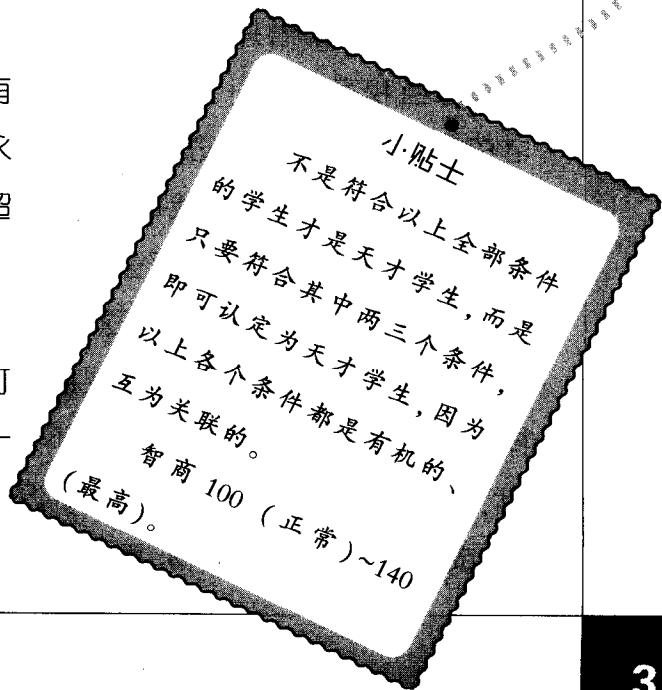 小贴士
不是符合以上全部条件
的学生才是天才学生，而是
只要符合其中两三个条件，
即可认定为天才学生，因为
以上各个条件都是有机的、
互为关联的。
智商 100 （正常）~140
（最高）。
3